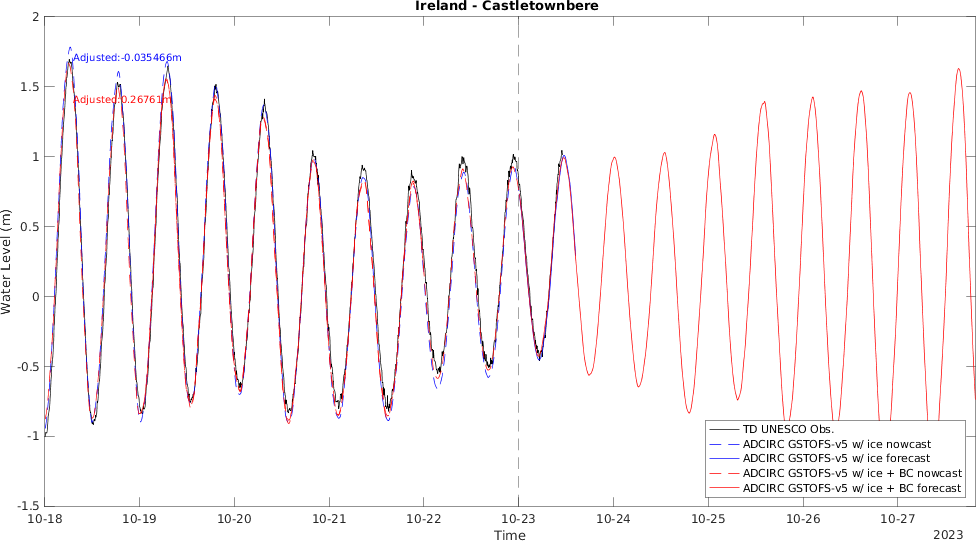 Ireland - Castletownbere
2
1.5
1
0.5
0
-0.5
-1
-1.5
Water Level (m)
Adjusted:-0.035466m
Adjusted:0.26761m
TD UNESCO Obs.
ADCIRC GSTOFS-v5 w/ ice nowcast
ADCIRC GSTOFS-v5 w/ ice forecast
ADCIRC GSTOFS-v5 w/ ice + BC nowcast
ADCIRC GSTOFS-v5 w/ ice + BC forecast
10-18 10-19 10-20 10-21 10-22 10-23 10-24 10-25 10-26 10-27
Time
2023